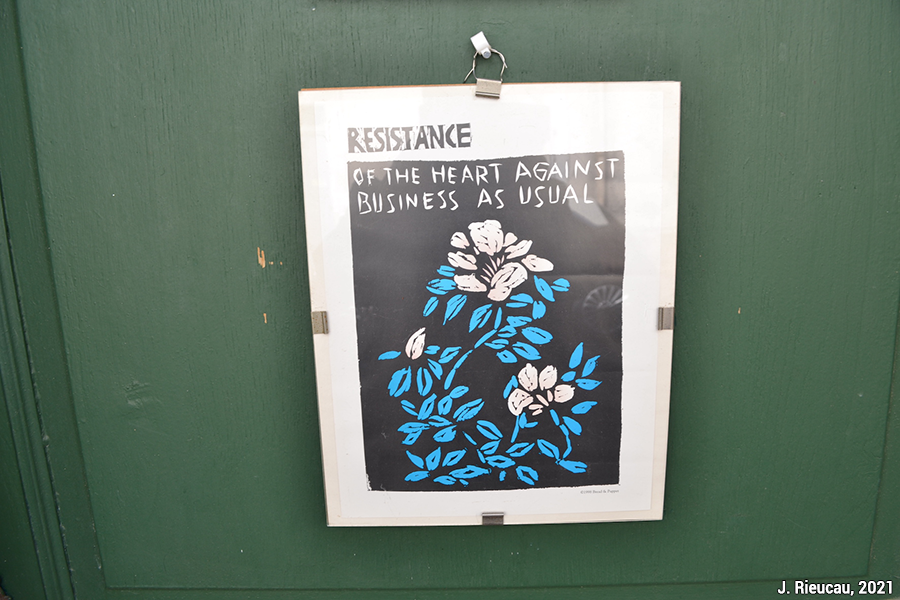 RESISTANCE
OF THE HEART AGAINST
BUSINESS AS USUAL
J. Rieucau, 2021